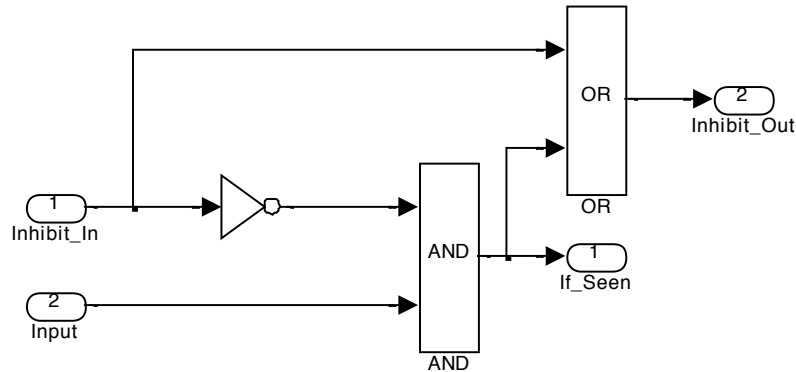 OR
2
Inhibit_Out
OR
1
Inhibit_In
AND
1
If_Seen
2
Input
AND